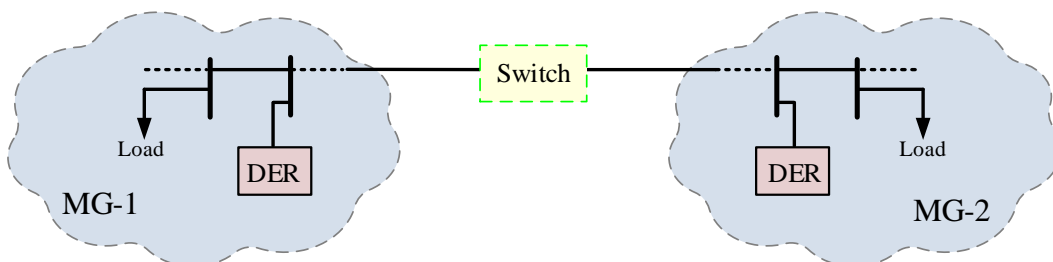 Switch
Load
DER
MG-1
Load
DER
MG-2